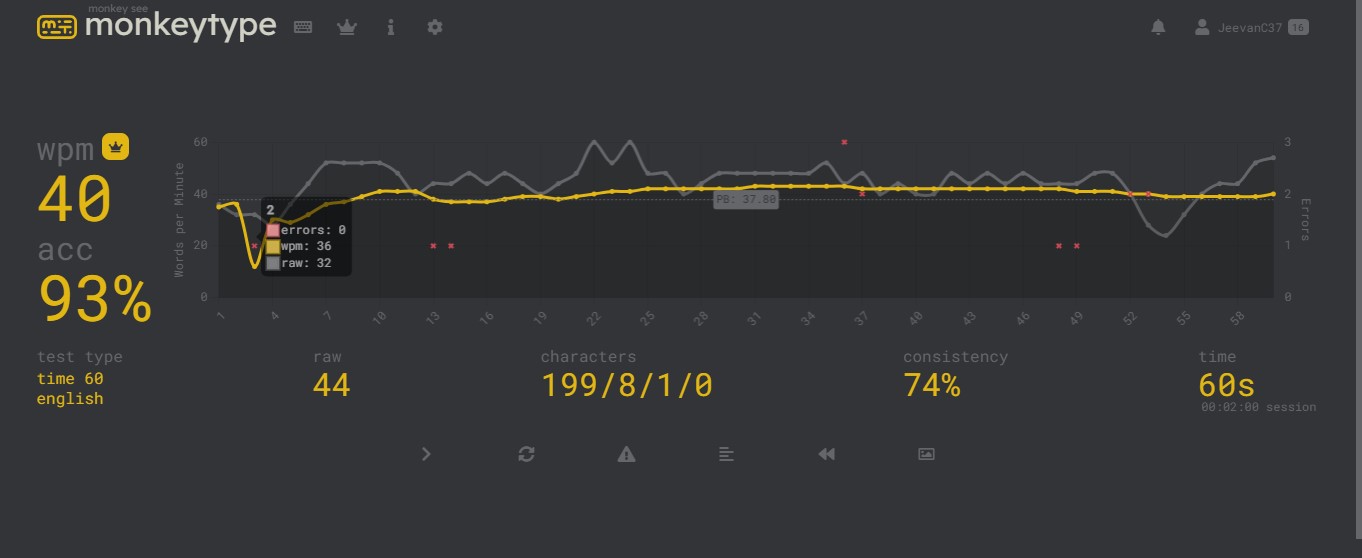 monkey see
monkeytype
JeevanC37 16
wpm
40
acc
93%
Words per Minute
60
40
20
0
PB: 37.80
2
errors: 0
wpm: 36
raw: 32
3
2
1
0
Errors
1 4 7 10 13 16 19 22 25 28 31 34 37 40 43 46 49 52 55 58
test type
time 60
english
raw
44
characters
199/8/1/0
consistency
74%
time
60s
00:02:00 session